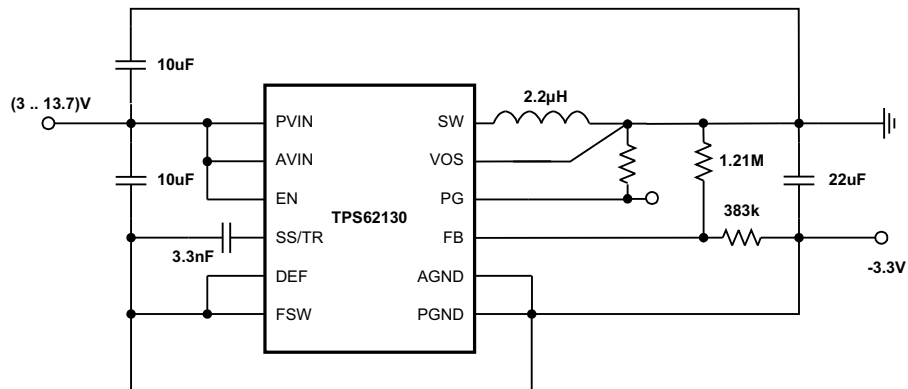 10uF
(3 .. 13.7)V
2.2µH
PVIN
SW
AVIN
VOS
1.21M
10uF
22uF
EN
PG
TPS62130
383k
SS/TR
FB
3.3nF
-3.3V
DEF
AGND
FSW
PGND